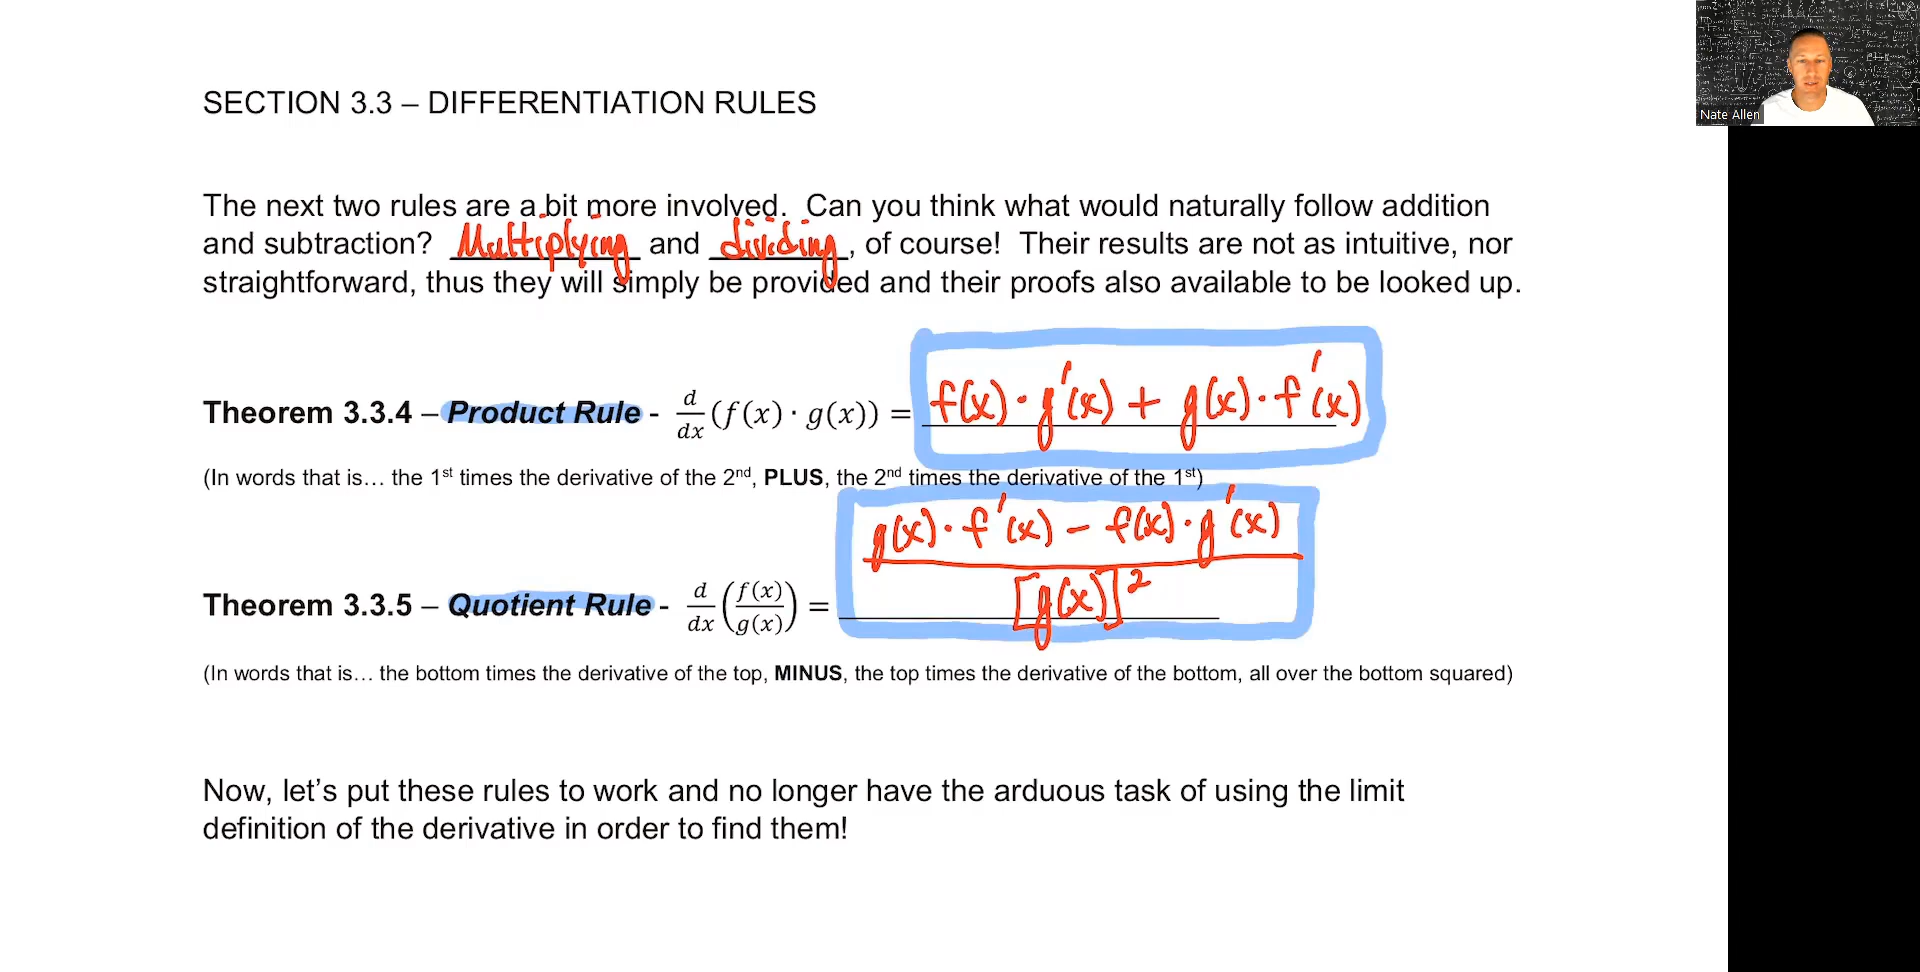 Nate Allen
SECTION 3.3 – DIFFERENTIATION RULES
The next two rules are a bit more involved. Can you think what would naturally follow addition
and subtraction? Multiplying and dividing, of course! Their results are not as intuitive, nor
straightforward, thus they will simply be provided and their proofs also available to be looked up.
Theorem 3.3.4 – Product Rule - d/dx (f(x) · g(x)) = f(x) · g'(x) + g(x) · f'(x)
(In words that is… the 1st times the derivative of the 2nd, PLUS, the 2nd times the derivative of the 1st)
Theorem 3.3.5 – Quotient Rule - d/dx (f(x)/g(x)) = g(x) · f'(x) – f(x) · g'(x) / [g(x)]²
(In words that is… the bottom times the derivative of the top, MINUS, the top times the derivative of the bottom, all over the bottom squared)
Now, let’s put these rules to work and no longer have the arduous task of using the limit
definition of the derivative in order to find them!